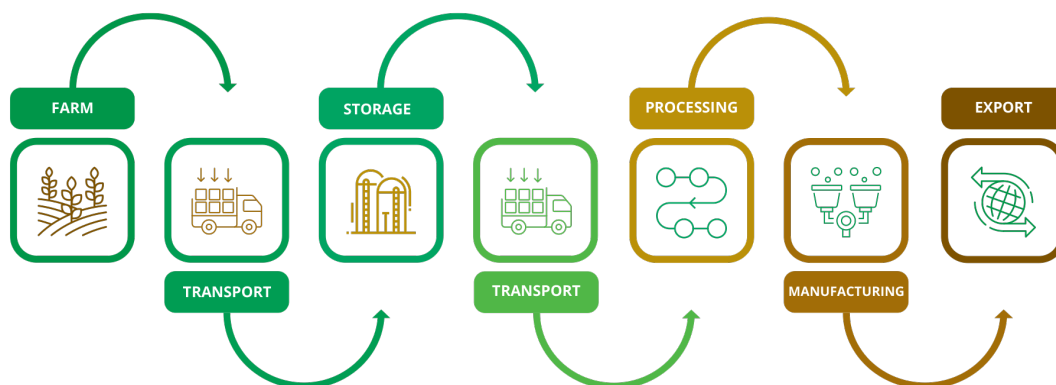 FARM
TRANSPORT
STORAGE
TRANSPORT
PROCESSING
MANUFACTURING
EXPORT